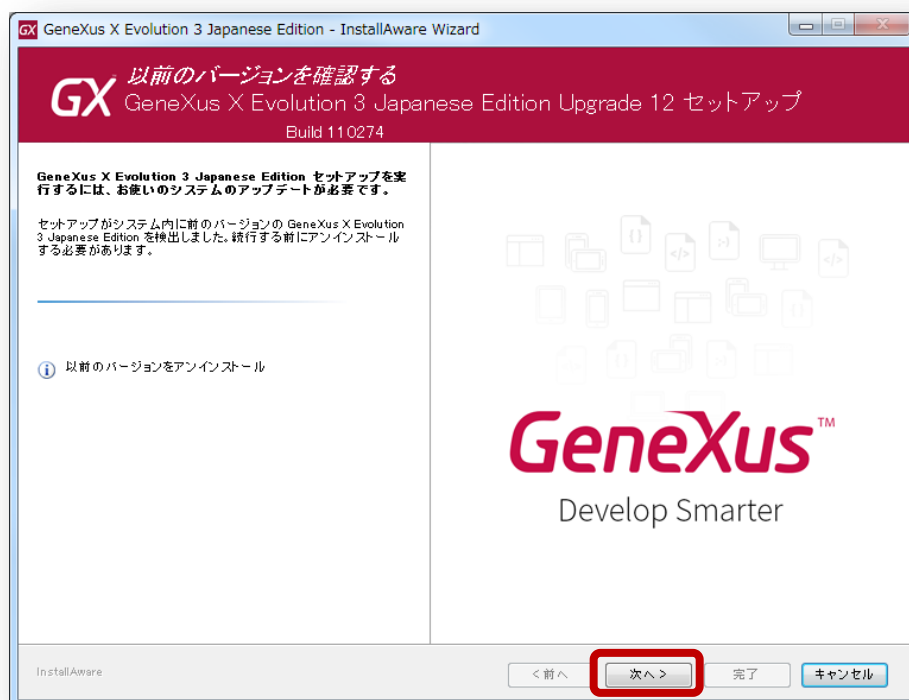 GX GeneXus X Evolution 3 Japanese Edition - InstallAware Wizard
GX
以前のバージョンを確認する
GeneXus X Evolution 3 Japanese Edition Upgrade 12 セットアップ
Build 110274
GeneXus X Evolution 3 Japanese Edition セットアップを実
行するには、お使いのシステムのアップデートが必要です。
セットアップがシステム内に前のバージョンの GeneXus X Evolution
3 Japanese Edition を検出しました。続行する前にアンインストール
する必要があります。
以前のバージョンをアンインストール
{}
</>
:-)
</>
{}
</>
{}
:-)
GeneXus™
Develop Smarter
InstallAware
< 前へ
次へ >
完了
キャンセル